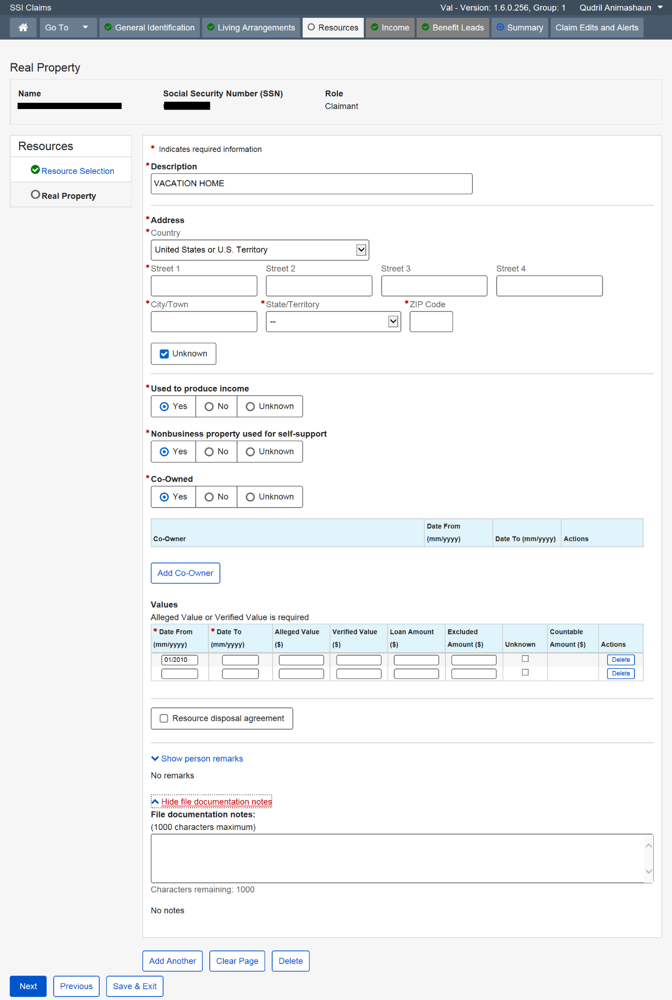 SSI Claims
Val - Version: 1.6.0.256, Group: 1 Qudril Animashaun
Go To General Identification Living Arrangements Resources Income Benefit Leads Summary Claim Edits and Alerts
Real Property
Name Social Security Number (SSN) Role
Claimant
Resources
Resource Selection
Real Property
* Indicates required information
*Description
VACATION HOME
*Address
*Country
United States or U.S. Territory
*Street 1 Street 2 Street 3 Street 4
*City/Town *State/Territory *ZIP Code
--
Unknown
*Used to produce income
Yes No Unknown
*Nonbusiness property used for self-support
Yes No Unknown
*Co-Owned
Yes No Unknown
Co-Owner Date From (mm/yyyy) Date To (mm/yyyy) Actions
Add Co-Owner
Values
Alleged Value or Verified Value is required
* Date From (mm/yyyy) * Date To (mm/yyyy) Alleged Value ($) Verified Value ($) Loan Amount ($) Excluded Amount ($) Unknown Countable Amount ($) Actions
01/2010 Delete
Delete
Resource disposal agreement
Show person remarks
No remarks
Hide file documentation notes
File documentation notes:
(1000 characters maximum)
Characters remaining: 1000
No notes
Add Another Clear Page Delete
Next Previous Save & Exit